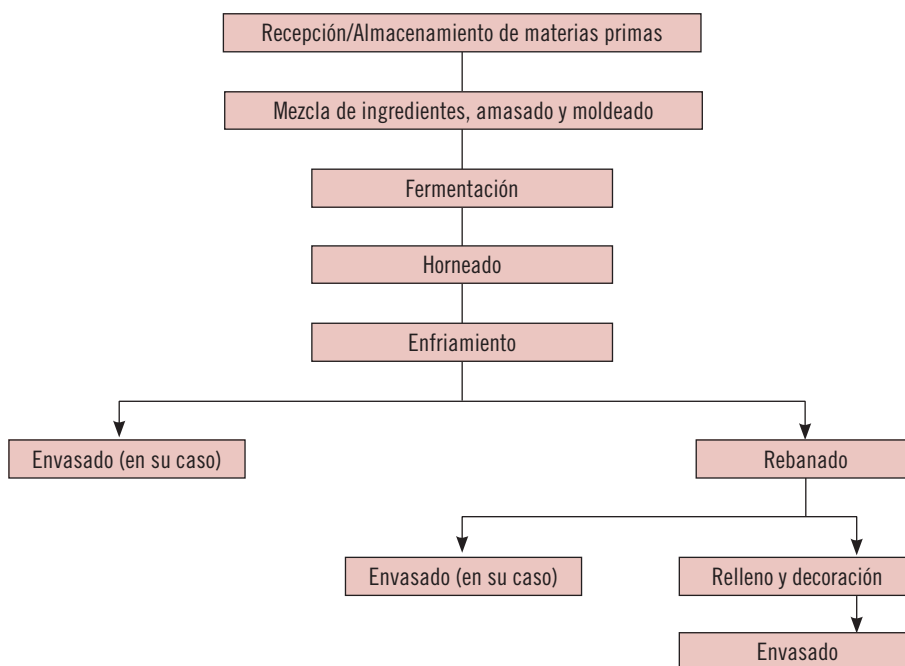 Recepción/Almacenamiento de materias primas
Mezcla de ingredientes, amasado y moldeado
Fermentación
Horneado
Enfriamiento
Envasado (en su caso)
Rebanado
Envasado (en su caso)
Relleno y decoración
Envasado